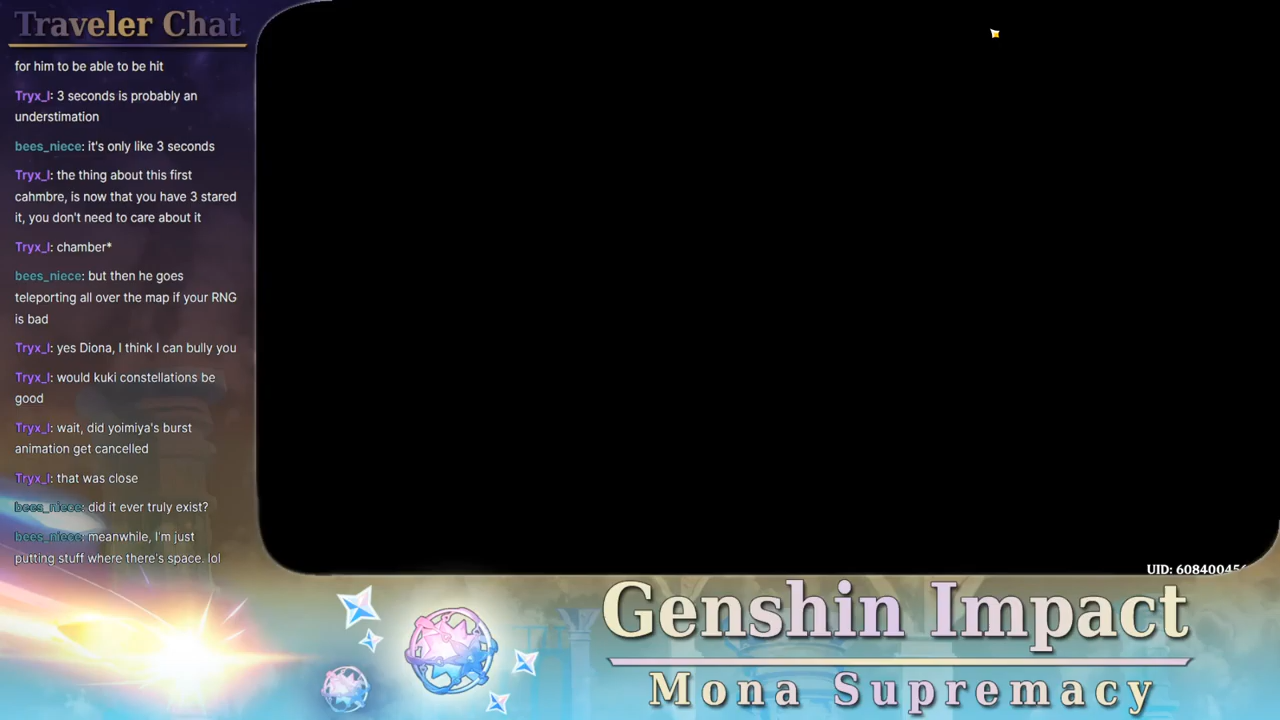 Traveler Chat
for him to be able to be hit
Tryx_l: 3 seconds is probably an
understimation
bees_niece: it's only like 3 seconds
Tryx_l: the thing about this first
cahmbre, is now that you have 3 stared
it, you don't need to care about it
Tryx_l: chamber*
bees_niece: but then he goes
teleporting all over the map if your RNG
is bad
Tryx_l: yes Diona, I think I can bully you
Tryx_l: would kuki constellations be
good
Tryx_l: wait, did yoimiya's burst
animation get cancelled
Tryx_l: that was close
bees_niece: did it ever truly exist?
bees_niece: meanwhile, I'm just
putting stuff where there's space. lol
UID:
Genshin Impact
Mona Supremacy